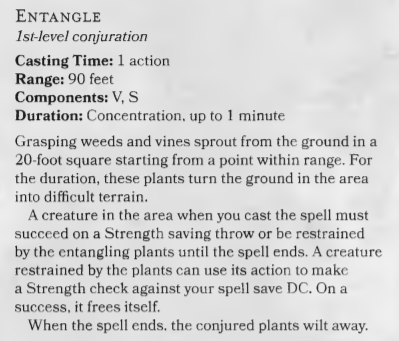 ENTANGLE
1st-level conjuration
Casting Time: 1 action
Range: 90 feet
Components: V, S
Duration: Concentration, up to 1 minute
Grasping weeds and vines sprout from the ground in a
20-foot square starting from a point within range. For
the duration, these plants turn the ground in the area
into difficult terrain.
A creature in the area when you cast the spell must
succeed on a Strength saving throw or be restrained
by the entangling plants until the spell ends. A creature
restrained by the plants can use its action to make
a Strength check against your spell save DC. On a
success, it frees itself.
When the spell ends, the conjured plants wilt away.